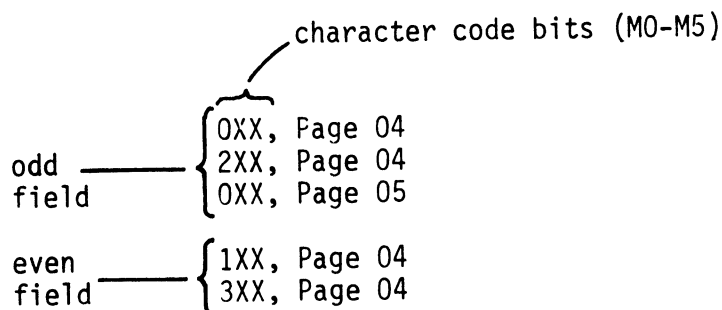 character code bits (M0-M5)
0XX, Page 04
odd 2XX, Page 04
field 0XX, Page 05
even 1XX, Page 04
field 3XX, Page 04